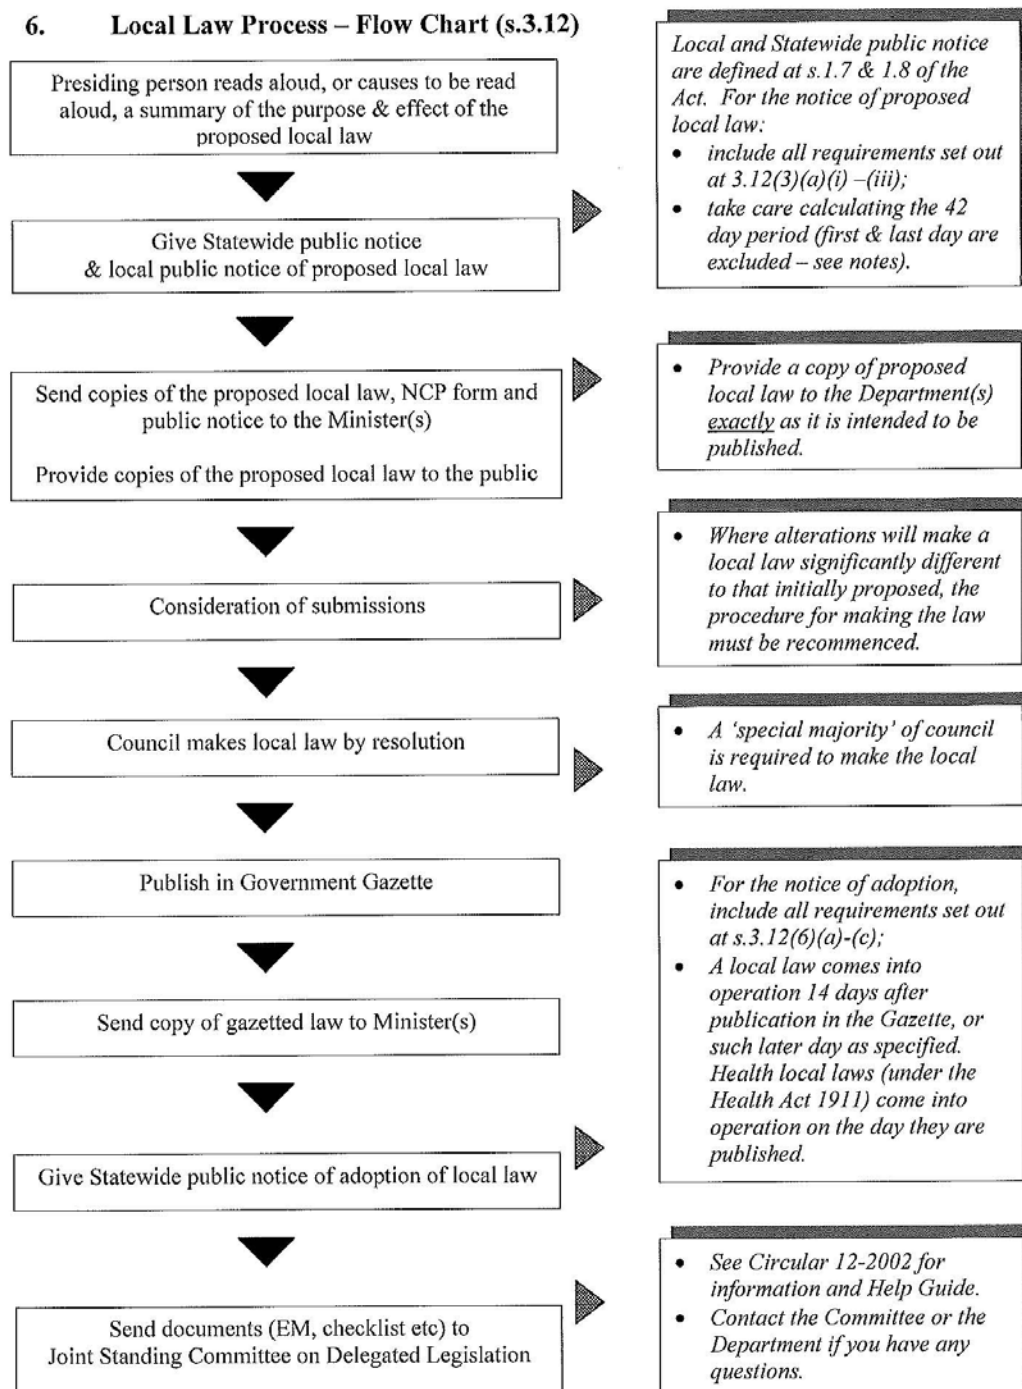 6. Local Law Process – Flow Chart (s.3.12)
Presiding person reads aloud, or causes to be read
aloud, a summary of the purpose & effect of the
proposed local law
Local and Statewide public notice
are defined at s.1.7 & 1.8 of the
Act. For the notice of proposed
local law:
• include all requirements set out
at 3.12(3)(a)(i) –(iii);
• take care calculating the 42
day period (first & last day are
excluded – see notes).
Give Statewide public notice
& local public notice of proposed local law
Send copies of the proposed local law, NCP form and
public notice to the Minister(s)
Provide copies of the proposed local law to the public
• Provide a copy of proposed
local law to the Department(s)
exactly as it is intended to be
published.
Consideration of submissions
• Where alterations will make a
local law significantly different
to that initially proposed, the
procedure for making the law
must be recommenced.
Council makes local law by resolution
• A ‘special majority’ of council
is required to make the local
law.
Publish in Government Gazette
Send copy of gazetted law to Minister(s)
Give Statewide public notice of adoption of local law
• For the notice of adoption,
include all requirements set out
at s.3.12(6)(a)-(c);
• A local law comes into
operation 14 days after
publication in the Gazette, or
such later day as specified.
Health local laws (under the
Health Act 1911) come into
operation on the day they are
published.
Send documents (EM, checklist etc) to
Joint Standing Committee on Delegated Legislation
• See Circular 12-2002 for
information and Help Guide.
• Contact the Committee or the
Department if you have any
questions.